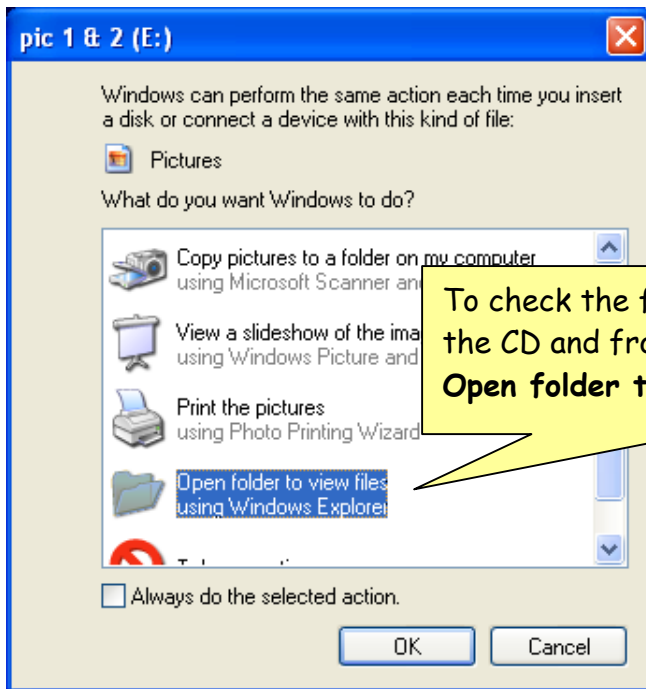 pic 1 & 2 (E:)
Windows can perform the same action each time you insert
a disk or connect a device with this kind of file:
Pictures
What do you want Windows to do?
Copy pictures to a folder on my computer
using Microsoft Scanner
View a slideshow of the
using Windows Picture and
Print the pictures
using Photo Printing Wizard
Open folder to view files
using Windows Explorer
To check the
the CD and
Open folder
Always do the selected action.
OK
Cancel